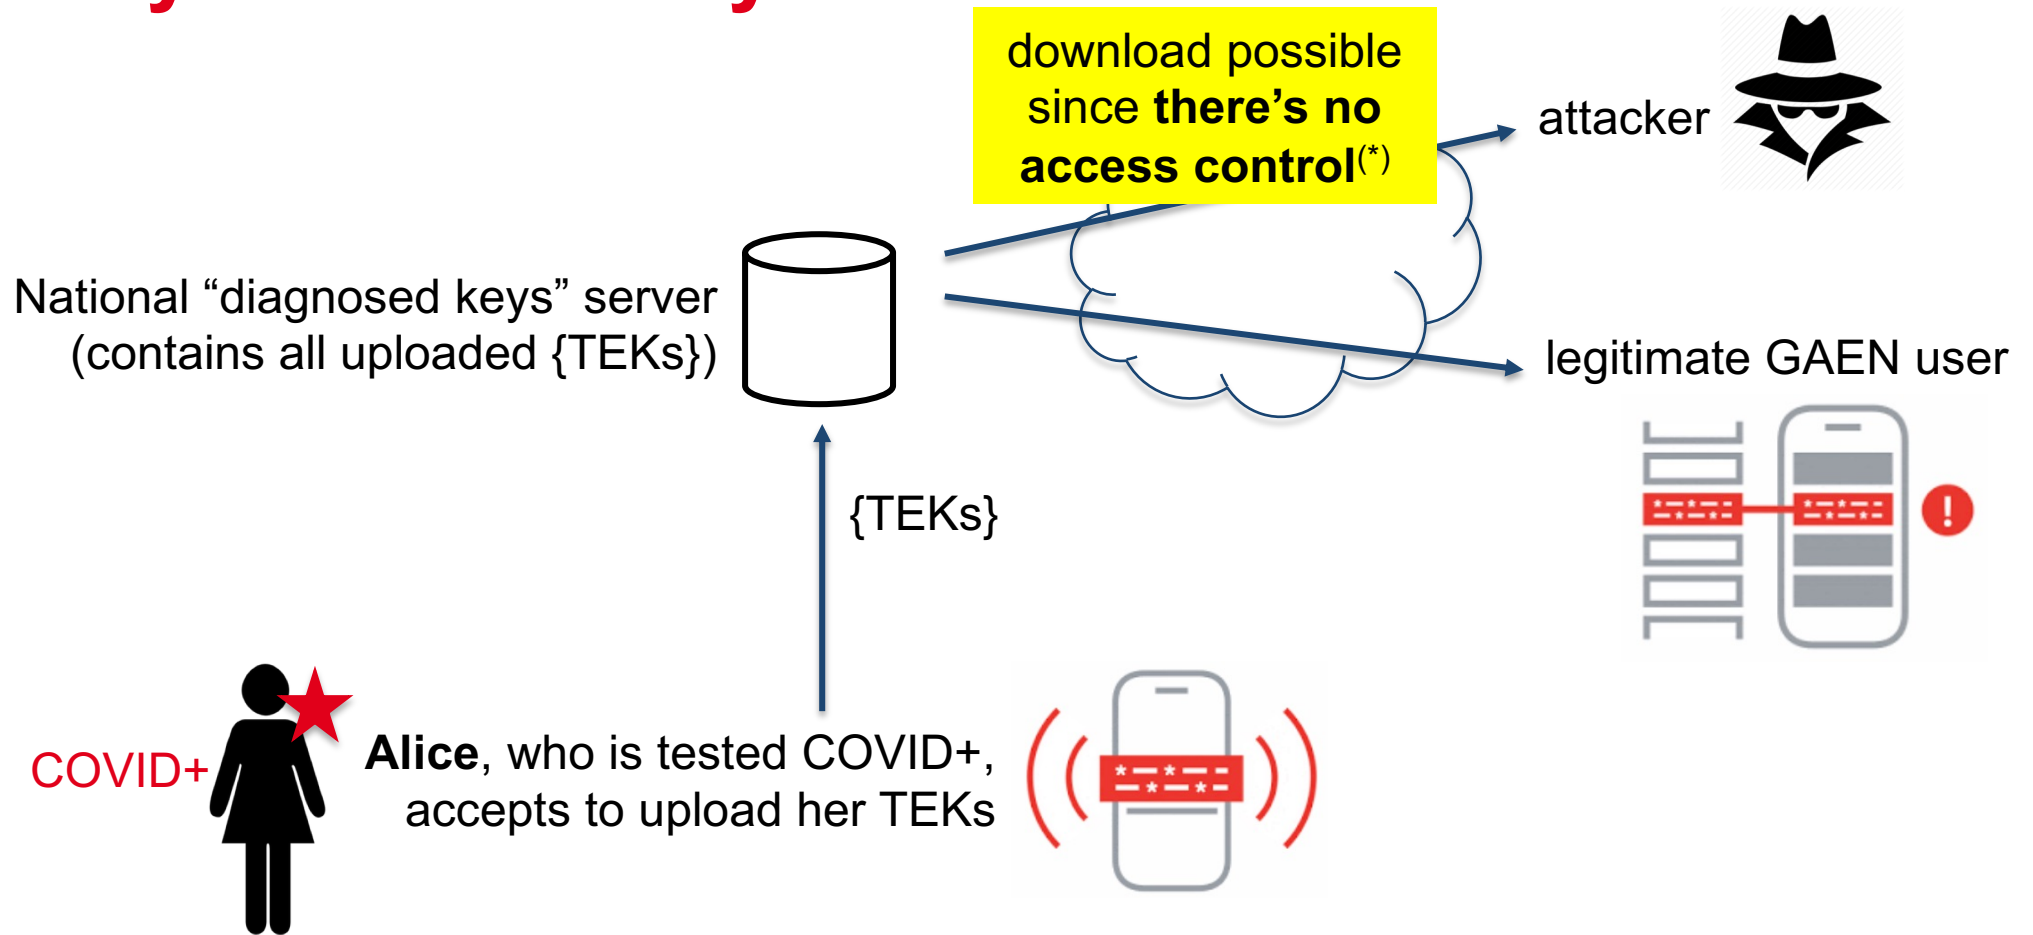 download possible
since there's no
access control(*)
attacker
National “diagnosed keys” server
(contains all uploaded {TEKs})
legitimate GAEN user
{TEKs}
COVID+
Alice, who is tested COVID+,
accepts to upload her TEKs